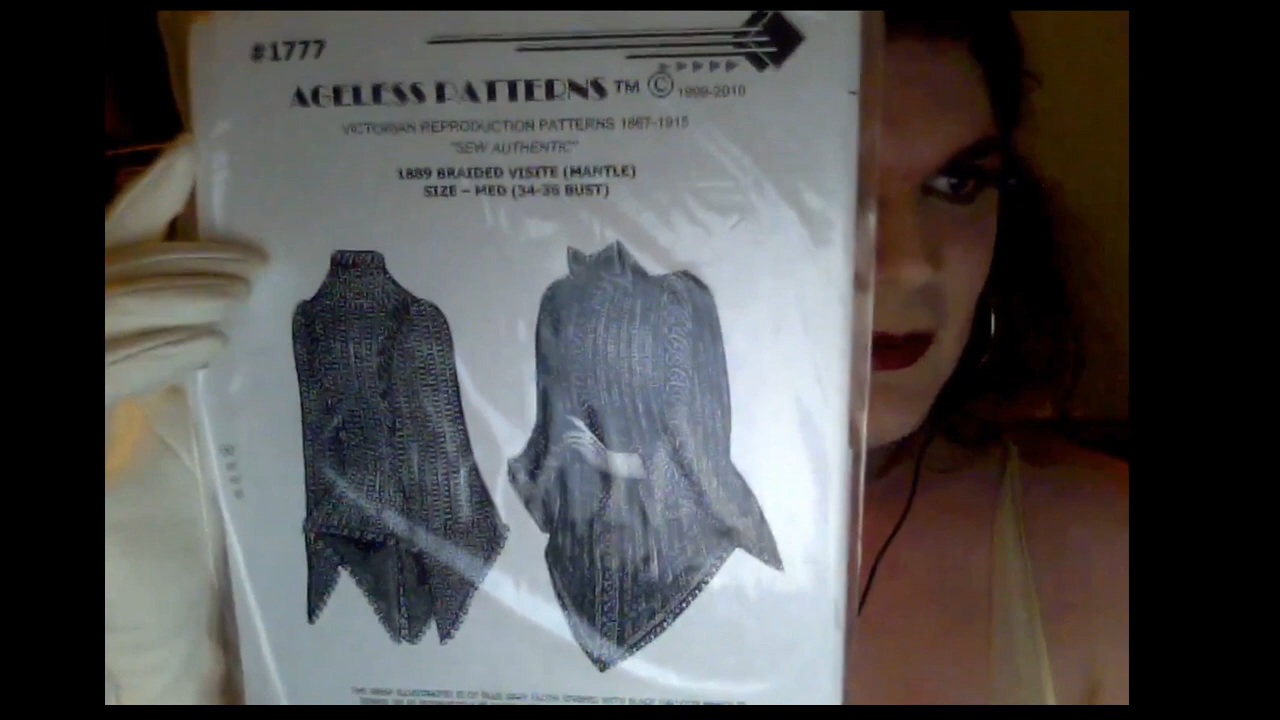 #1777
AGELESS PATTERNS ™ © 1999-2010
VICTORIAN REPRODUCTION PATTERNS 1867-1915
"SEW AUTHENTIC"
1889 BRAIDED VISITE (MANTLE)
SIZE – MED (34-36 BUST)